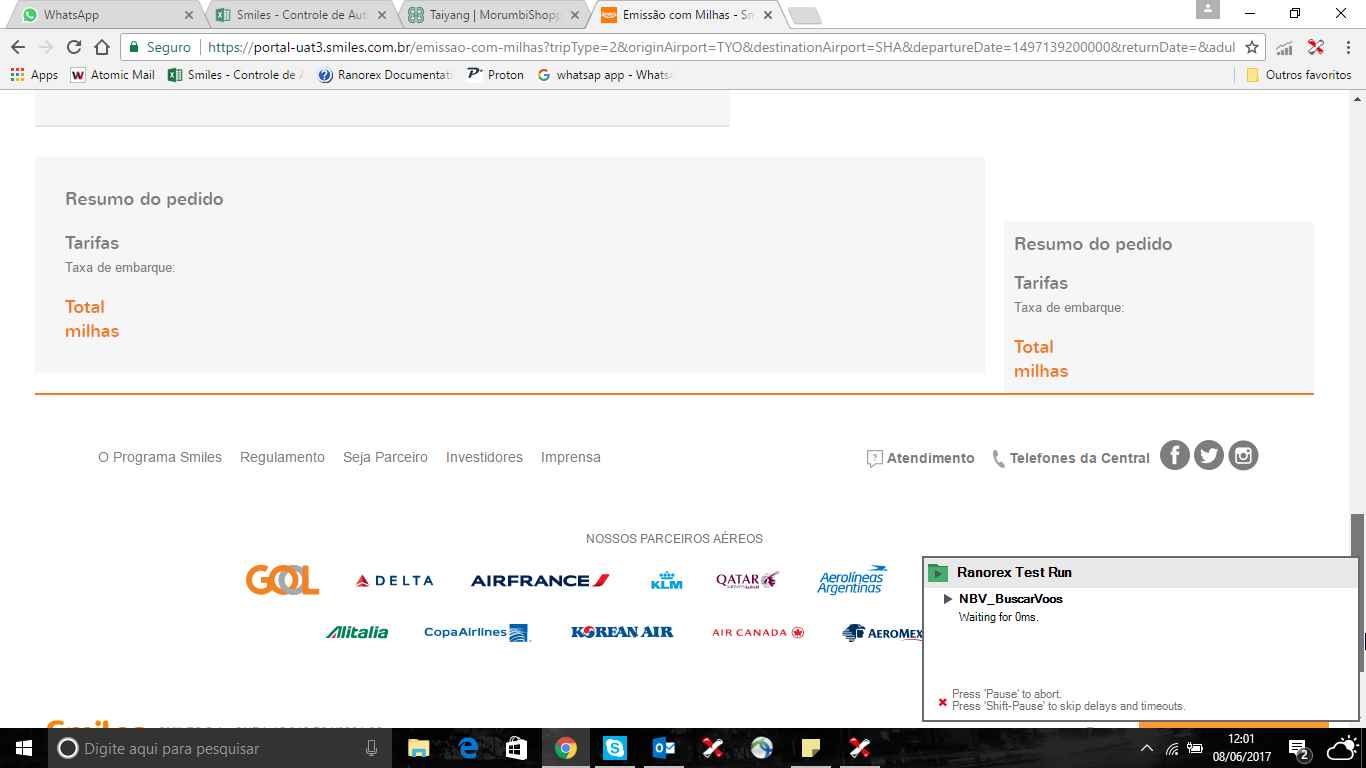 WhatsApp
Smiles - Controle de Aut
Taiyang | MorumbiShopp
Emissão com Milhas - Sm
Seguro
https://portal-uat3.smiles.com.br/emissao-com-milhas?tripType=2&originAirport=TYO&destinationAirport=SHA&departureDate=1497139200000&returnDate=&adul
Apps
Atomic Mail
Smiles - Controle de A
Ranorex Documentati
Proton
whatsap app - Whats
Outros favoritos
Resumo do pedido
Tarifas
Taxa de embarque:
Total
milhas
Resumo do pedido
Tarifas
Taxa de embarque:
Total
milhas
O Programa Smiles Regulamento Seja Parceiro Investidores Imprensa
Atendimento Telefones da Central
NOSSOS PARCEIROS AÉREOS
GOL DELTA AIRFRANCE KLM QATAR Aerolíneas Argentinas
Alitalia CopaAirlines KOREAN AIR AIR CANADA AEROMEX
Ranorex Test Run
NBV_BuscarVoos
Waiting for 0ms.
Press 'Pause' to abort.
Press 'Shift-Pause' to skip delays and timeouts.
Smiles
Digite aqui para pesquisar
12:01
08/06/2017
2